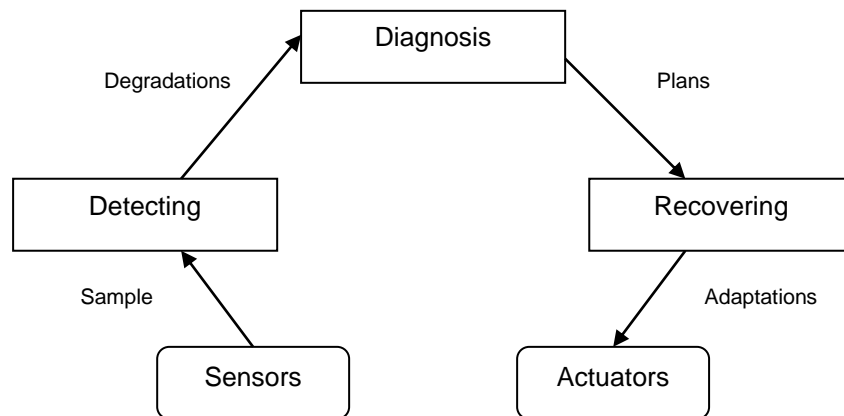 Diagnosis
Degradations
Plans
Detecting
Recovering
Sample
Adaptations
Sensors
Actuators